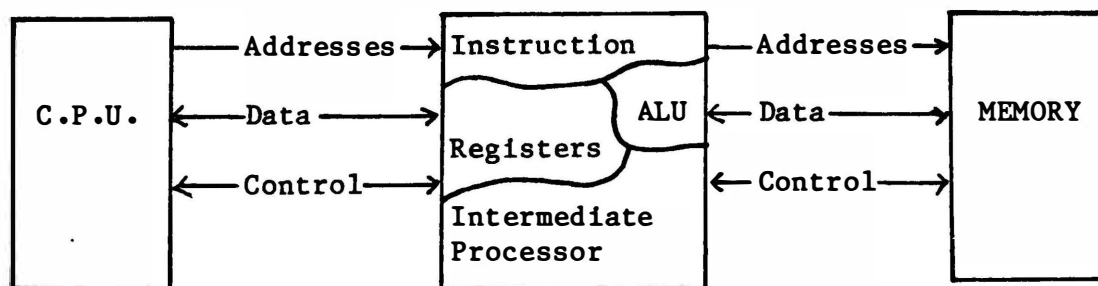 Addresses Instruction Addresses
C.P.U. Data ALU Data MEMORY
Registers
Control Control
Intermediate
Processor